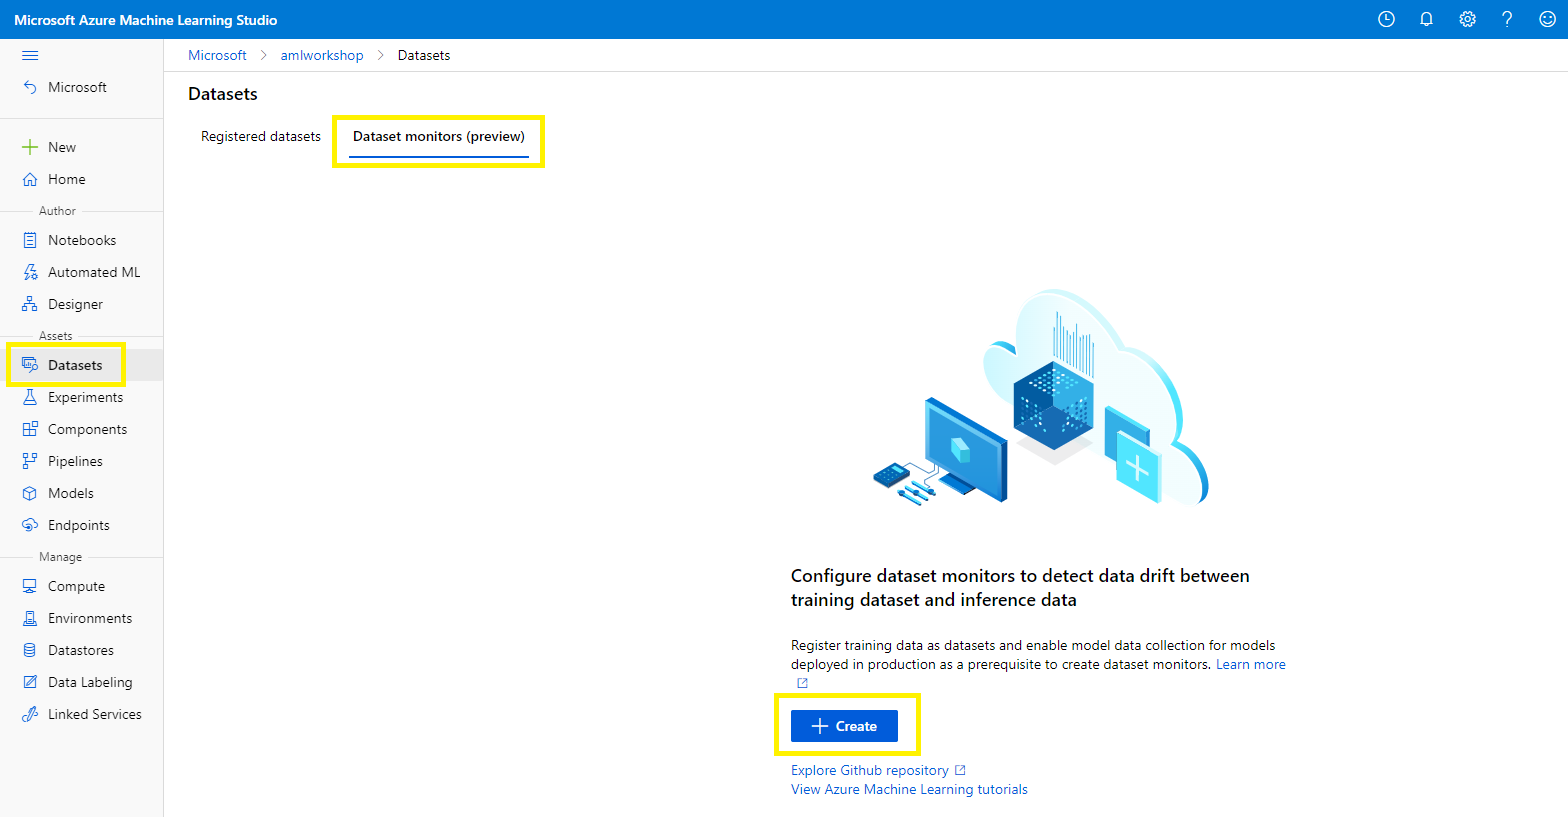 Microsoft Azure Machine Learning Studio
Microsoft > amlworkshop > Datasets
Microsoft
New
Home
Author
Notebooks
Automated ML
Designer
Assets
Datasets
Experiments
Components
Pipelines
Models
Endpoints
Manage
Compute
Environments
Datastores
Data Labeling
Linked Services
Datasets
Registered datasets
Dataset monitors (preview)
Configure dataset monitors to detect data drift between
training dataset and inference data
Register training data as datasets and enable model data collection for models
deployed in production as a prerequisite to create dataset monitors. Learn more
Create
Explore Github repository
View Azure Machine Learning tutorials